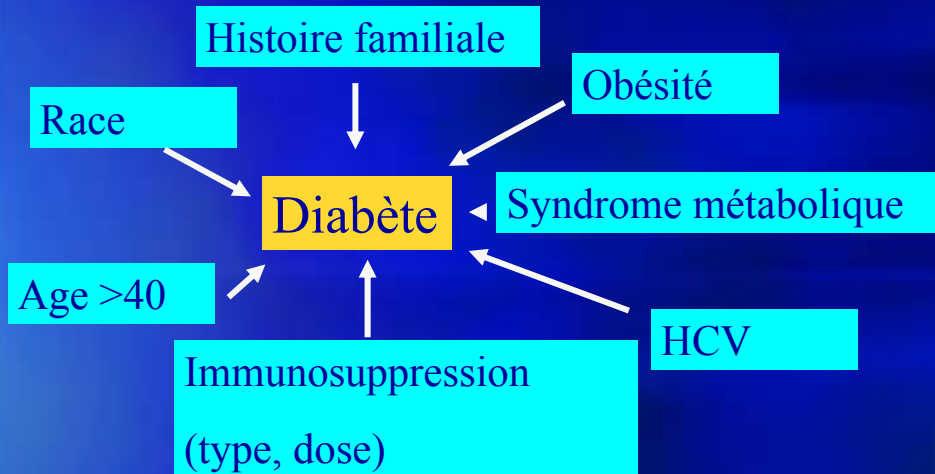 Histoire familiale
Obésité
Race
Diabète
Syndrome métabolique
Age >40
HCV
Immunosuppression
(type, dose)